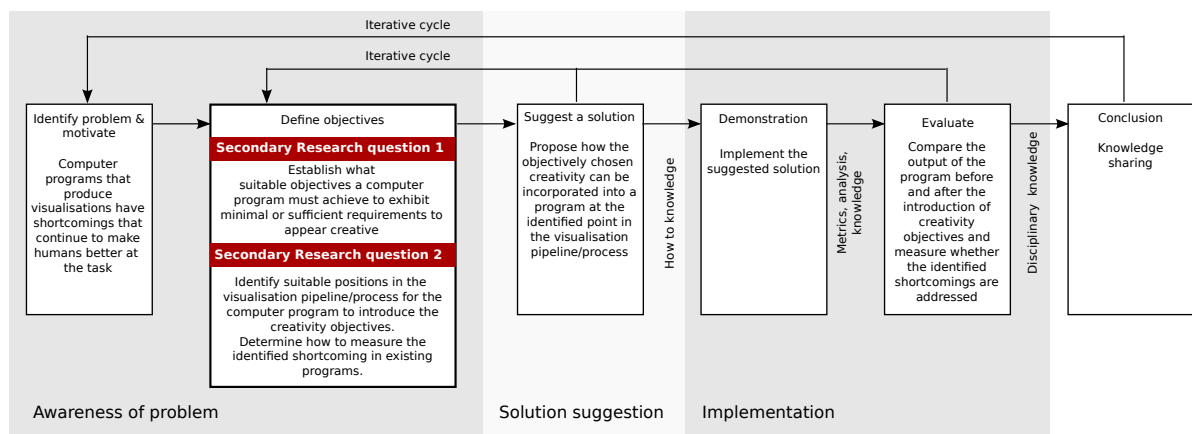 Iterative cycle
Iterative cycle
Identify problem &
motivate
Computer
programs that
produce
visualisations have
shortcomings that
continue to make
humans better at
the task
Define objectives
Secondary Research question 1
Establish what
suitable objectives a computer
program must achieve to exhibit
minimal or sufficient requirements to
appear creative
Secondary Research question 2
Identify suitable positions in the
visualisation pipeline/process for the
computer program to introduce the
creativity objectives.
Determine how to measure the
identified shortcoming in existing
programs.
Suggest a solution
Propose how the
objectively chosen
creativity can be
incorporated into a
program at the
identified point in
the visualisation
pipeline/process
How to knowledge
Demonstration
Implement the
suggested solution
Metrics, analysis,
knowledge
Evaluate
Compare the
output of the
program before
and after the
introduction of
creativity
objectives and
measure whether
the identified
shortcomings are
addressed
Disciplinary knowledge
Conclusion
Knowledge
sharing
Awareness of problem
Solution suggestion
Implementation